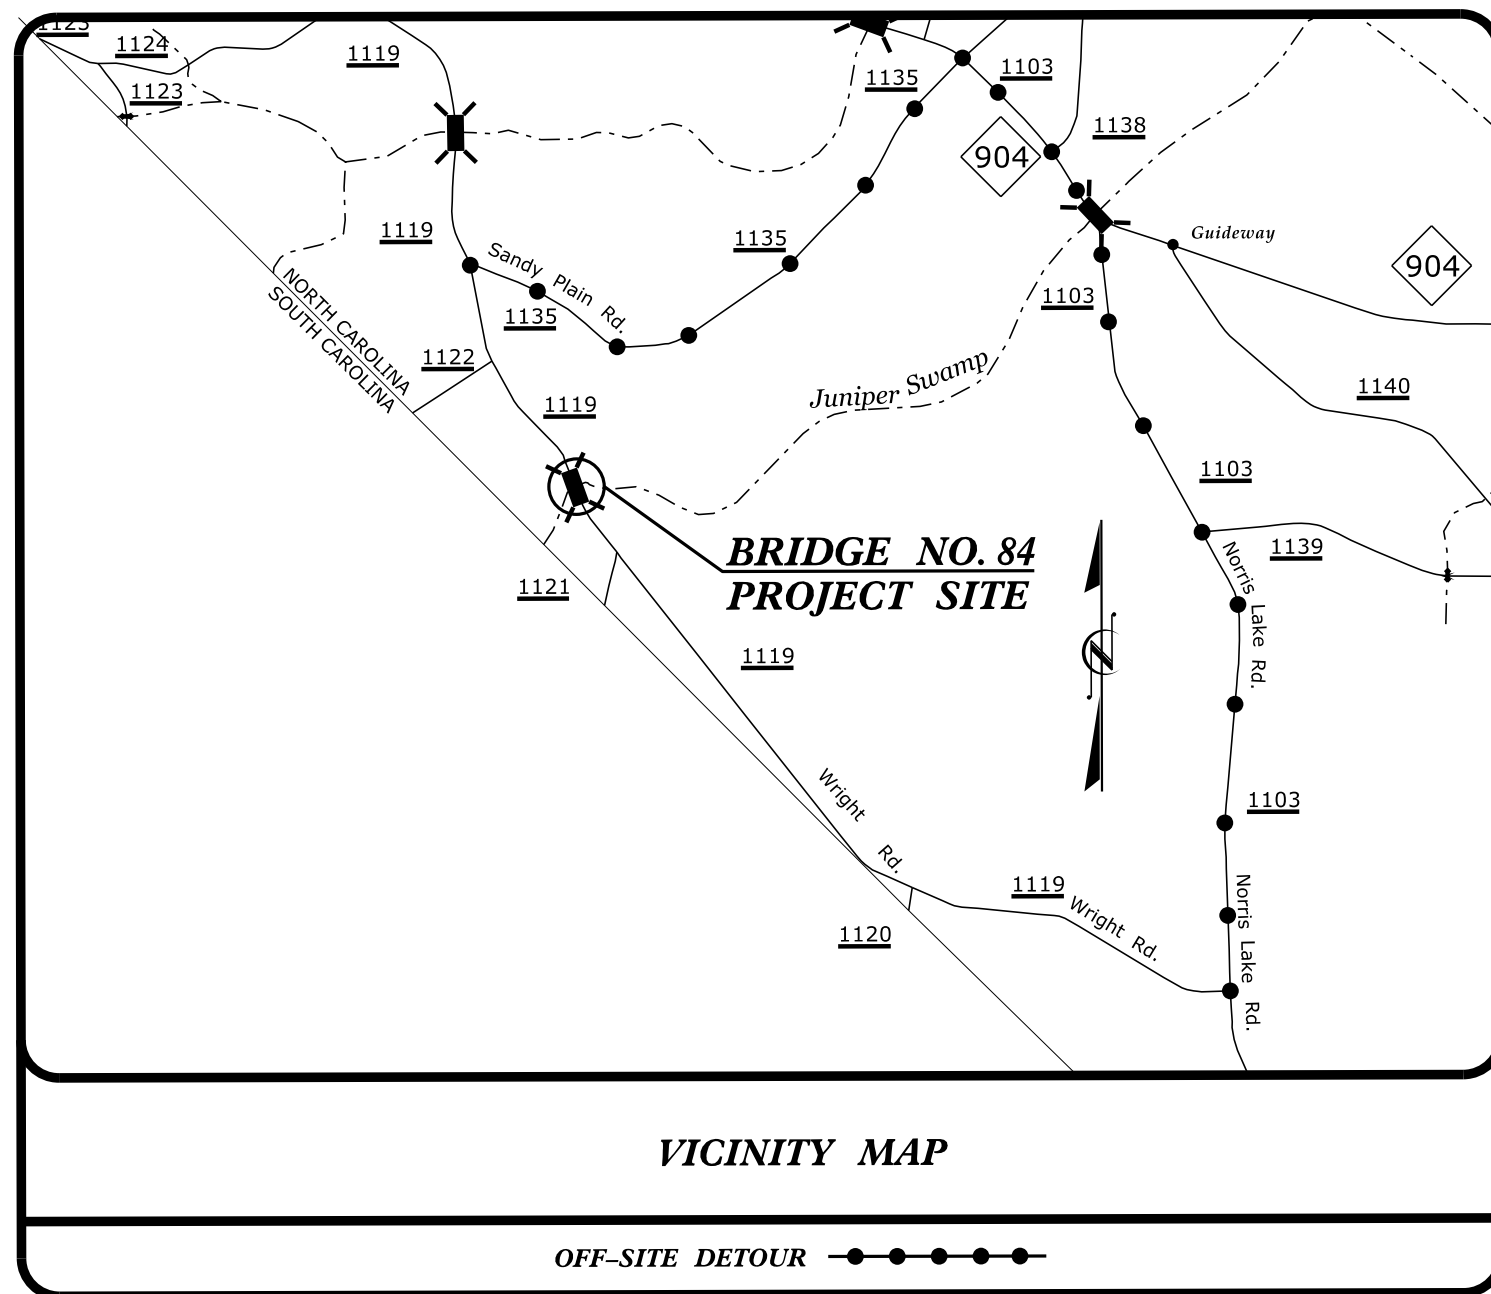 1123
1124
1119
1135
1103
1123
1138
904
1119
1135
Guideway
904
Sandy Plain Rd.
NORTH CAROLINA
SOUTH CAROLINA
1103
1135
1122
Juniper Swamp
1140
1119
1103
BRIDGE NO. 84
PROJECT SITE
1139
Norris Lake Rd.
1121
1119
Wright Rd.
1103
1119
Wright Rd.
Norris Lake Rd.
1120
VICINITY MAP
OFF–SITE DETOUR